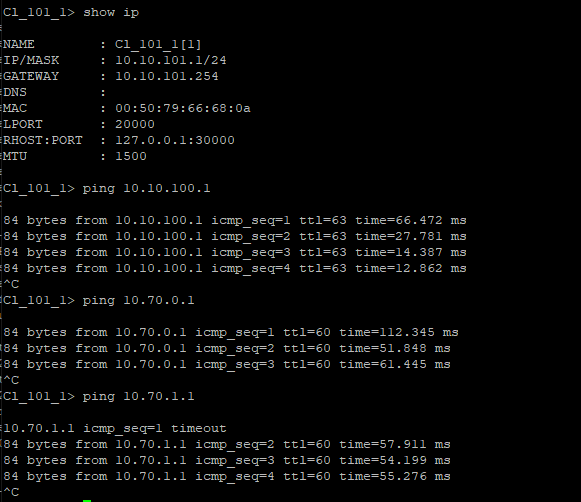 Cl_101_1> show ip
NAME        : Cl_101_1[1]
IP/MASK     : 10.10.101.1/24
GATEWAY     : 10.10.101.254
DNS         :
MAC         : 00:50:79:66:68:0a
LPORT       : 20000
RHOST:PORT  : 127.0.0.1:30000
MTU         : 1500
Cl_101_1> ping 10.10.100.1
84 bytes from 10.10.100.1 icmp_seq=1 ttl=63 time=66.472 ms
84 bytes from 10.10.100.1 icmp_seq=2 ttl=63 time=27.781 ms
84 bytes from 10.10.100.1 icmp_seq=3 ttl=63 time=14.387 ms
84 bytes from 10.10.100.1 icmp_seq=4 ttl=63 time=12.862 ms
^C
Cl_101_1> ping 10.70.0.1
84 bytes from 10.70.0.1 icmp_seq=1 ttl=60 time=112.345 ms
84 bytes from 10.70.0.1 icmp_seq=2 ttl=60 time=51.848 ms
84 bytes from 10.70.0.1 icmp_seq=3 ttl=60 time=61.445 ms
^C
Cl_101_1> ping 10.70.1.1
10.70.1.1 icmp_seq=1 timeout
84 bytes from 10.70.1.1 icmp_seq=2 ttl=60 time=57.911 ms
84 bytes from 10.70.1.1 icmp_seq=3 ttl=60 time=54.199 ms
84 bytes from 10.70.1.1 icmp_seq=4 ttl=60 time=55.276 ms
^C